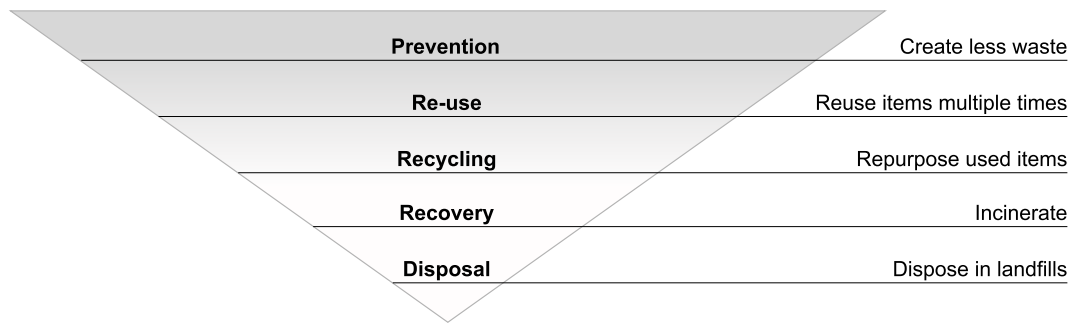 Prevention Create less waste
Re-use Reuse items multiple times
Recycling Repurpose used items
Recovery Incinerate
Disposal Dispose in landfills